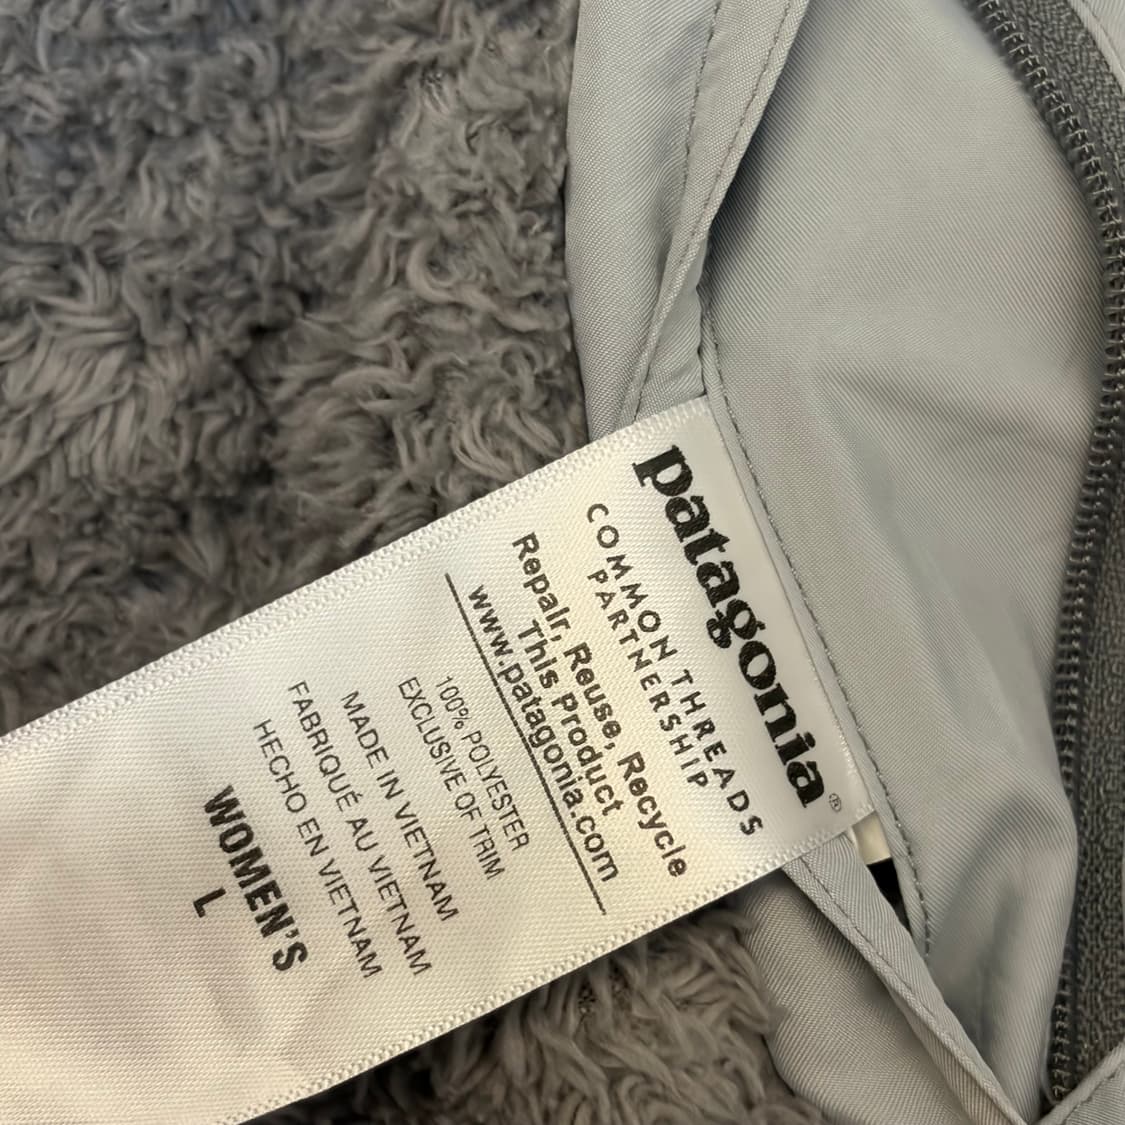 patagonia®
COMMON THREADS
PARTNERSHIP
Repair, Reuse, Recycle
This Product
www.patagonia.com
100% POLYESTER
EXCLUSIVE OF TRIM
MADE IN VIETNAM
FABRIQUÉ AU VIETNAM
HECHO EN VIETNAM
WOMEN'S
L